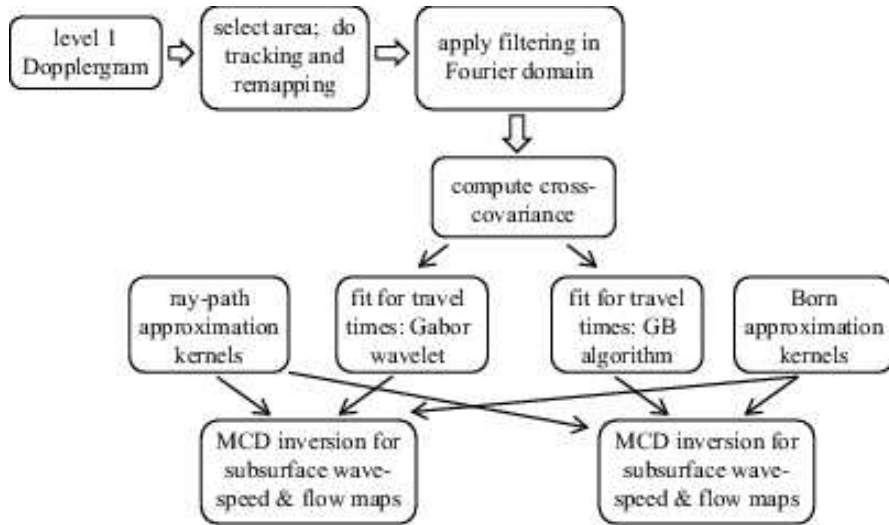 level 1
Dopplergram
select area; do
tracking and
remapping
apply filtering in
Fourier domain
compute cross-
covariance
ray-path
approximation
kernels
fit for travel
times: Gabor
wavelet
fit for travel
times: GB
algorithm
Born
approximation
kernels
MCD inversion for
subsurface wave-
speed & flow maps
MCD inversion for
subsurface wave-
speed & flow maps